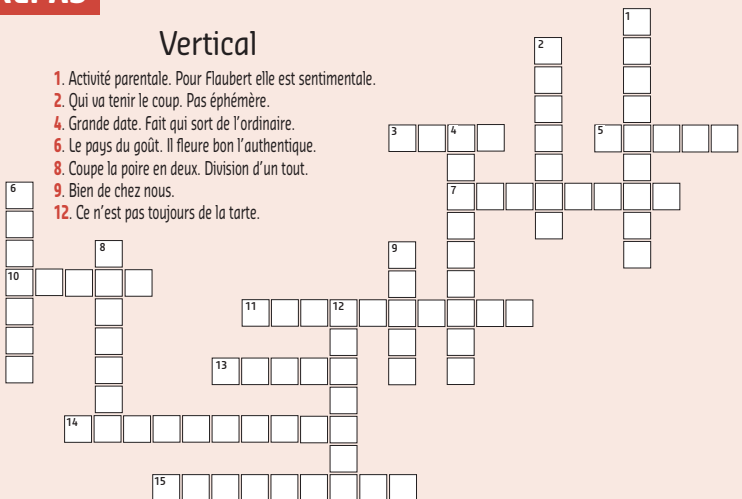 Vertical
1. Activité parentale. Pour Flaubert elle est sentimentale.
2. Qui va tenir le coup. Pas éphémère.
4. Grande date. Fait qui sort de l'ordinaire.
6. Le pays du goût. Il fleure bon l'authentique.
8. Coupe la poire en deux. Division d'un tout.
9. Bien de chez nous.
12. Ce n'est pas toujours de la tarte.
1
2
3
4
5
6
7
8
9
10
11
12
13
14
15